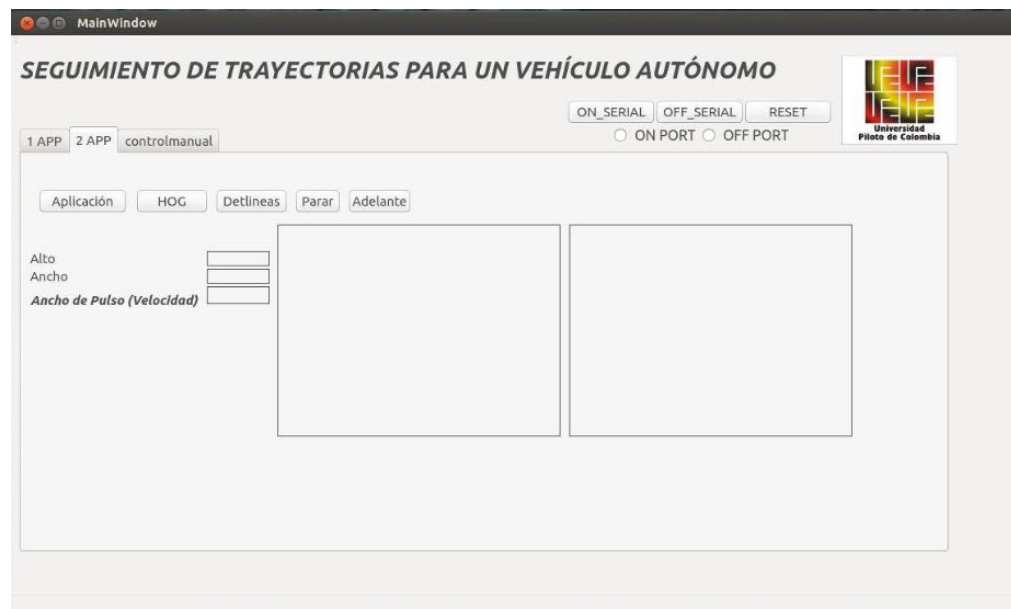 MainWindow
SEGUIMIENTO DE TRAYECTORIAS PARA UN VEHÍCULO AUTÓNOMO
ON_SERIAL OFF_SERIAL RESET
ON PORT OFF PORT
Universidad
Piloto de Colombia
1 APP 2 APP controlmanual
Aplicación HOG Detlineas Parar Adelante
Alto
Ancho
Ancho de Pulso (Velocidad)